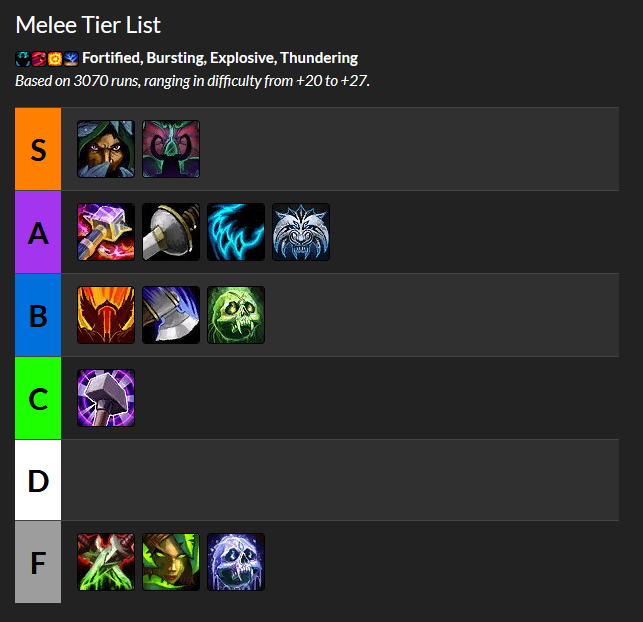 Melee Tier List
Fortified, Bursting, Explosive, Thundering
Based on 3070 runs, ranging in difficulty from +20 to +27.
S
A
B
C
D
F